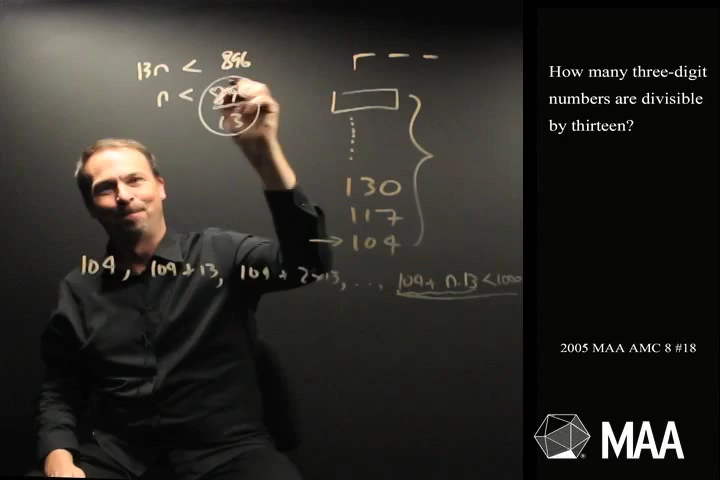 13n < 896
n < 896/13
130
117
→ 104
104, 104+13, 104+2×13, ..., 104+n.13<1000
How many three-digit
numbers are divisible
by thirteen?
2005 MAA AMC 8 #18
MAA